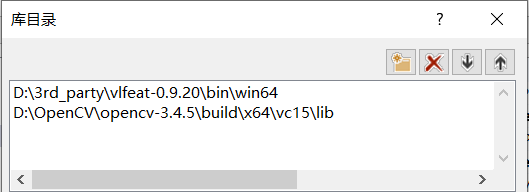 库目录
D:\3rd_party\vlfeat-0.9.20\bin\win64
D:\OpenCV\opencv-3.4.5\build\x64\vc15\lib